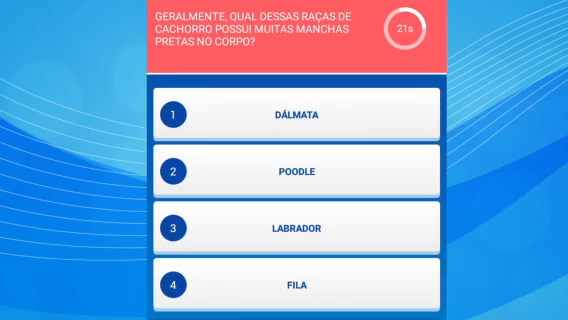 GERALMENTE, QUAL DESSAS RAÇAS DE
CACHORRO POSSUI MUITAS MANCHAS
PRETAS NO CORPO?
21s
1 DÁLMATA
2 POODLE
3 LABRADOR
4 FILA